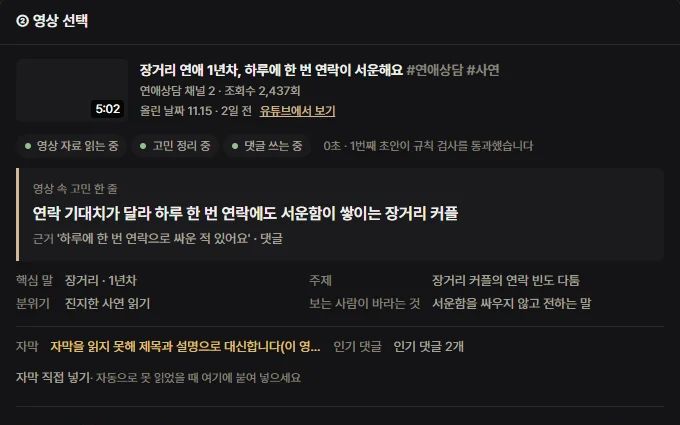 ② 영상 선택
장거리 연애 1년차, 하루에 한 번 연락이 서운해요 #연애상담 #사연
연애상담 채널 2 · 조회수 2,437회
5:02
올린 날짜 11.15 · 2일 전 유튜브에서 보기
영상 자료 읽는 중 고민 정리 중 댓글 쓰는 중 0초 · 1번째 초안이 규칙 검사를 통과했습니다
영상 속 고민 한 줄
연락 기대치가 달라 하루 한 번 연락에도 서운함이 쌓이는 장거리 커플
근거 '하루에 한 번 연락으로 싸운 적 있어요' · 댓글
핵심 말 장거리 · 1년차 주제 장거리 커플의 연락 빈도 다툼
분위기 진지한 사연 읽기 보는 사람이 바라는 것 서운함을 싸우지 않고 전하는 말
자막 자막을 읽지 못해 제목과 설명으로 대신합니다(이 영... 인기 댓글 인기 댓글 2개
자막 직접 넣기· 자동으로 못 읽었을 때 여기에 붙여 넣으세요